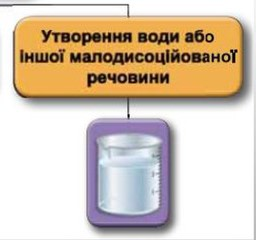 Утворення води або
іншої малодисоційованої
речовини